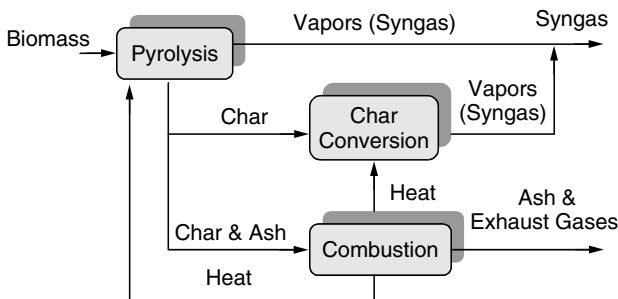 Biomass
Pyrolysis
Vapors (Syngas)
Syngas
Char
Char
Conversion
Vapors
(Syngas)
Heat
Char & Ash
Combustion
Ash &
Exhaust Gases
Heat